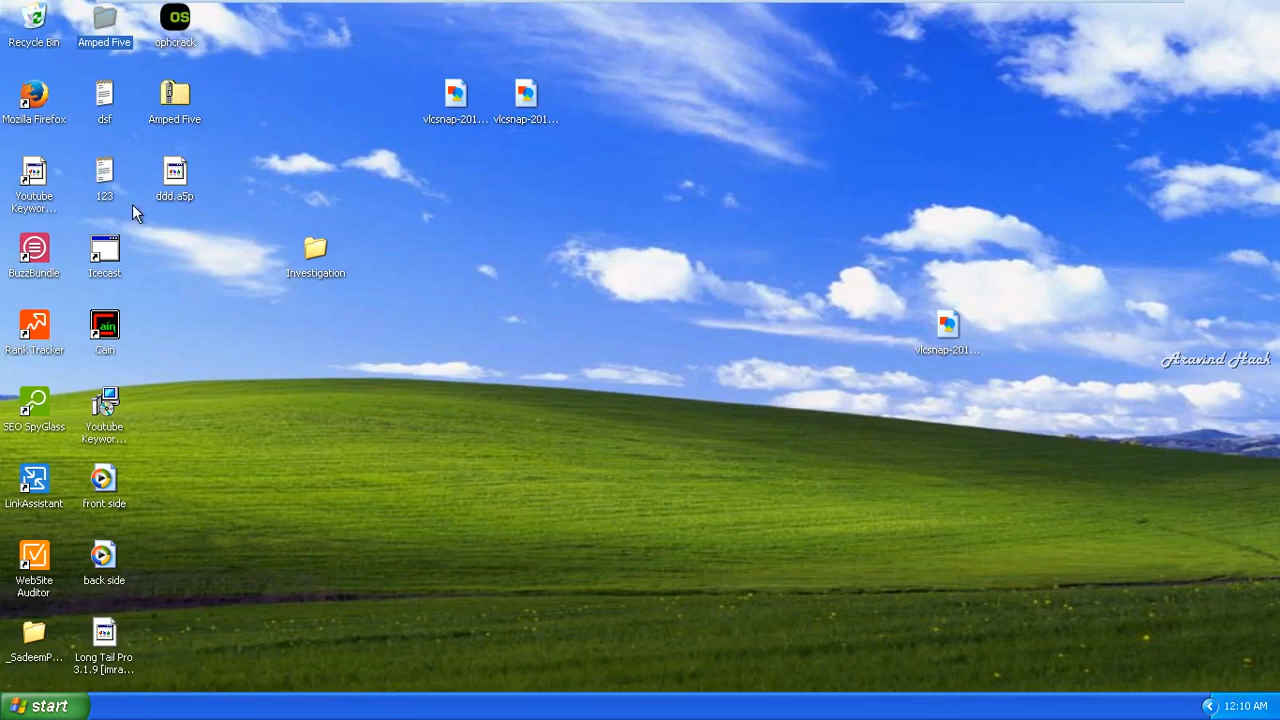 Recycle Bin
Amped Five
OS
ophcrack
Mozilla Firefox
dsf
Amped Five
vlcsnap-201...
vlcsnap-201...
Youtube
Keywor...
123
ddd.a5p
BuzzBundle
Icecast
Investigation
Rank Tracker
Cain
Cain
vlcsnap-201...
Aravind Hack
SEO SpyGlass
Youtube
Keywor...
LinkAssistant
front side
WebSite
Auditor
back side
_SadeemP...
Long Tail Pro
3.1.9 [imra...
start
12:10 AM